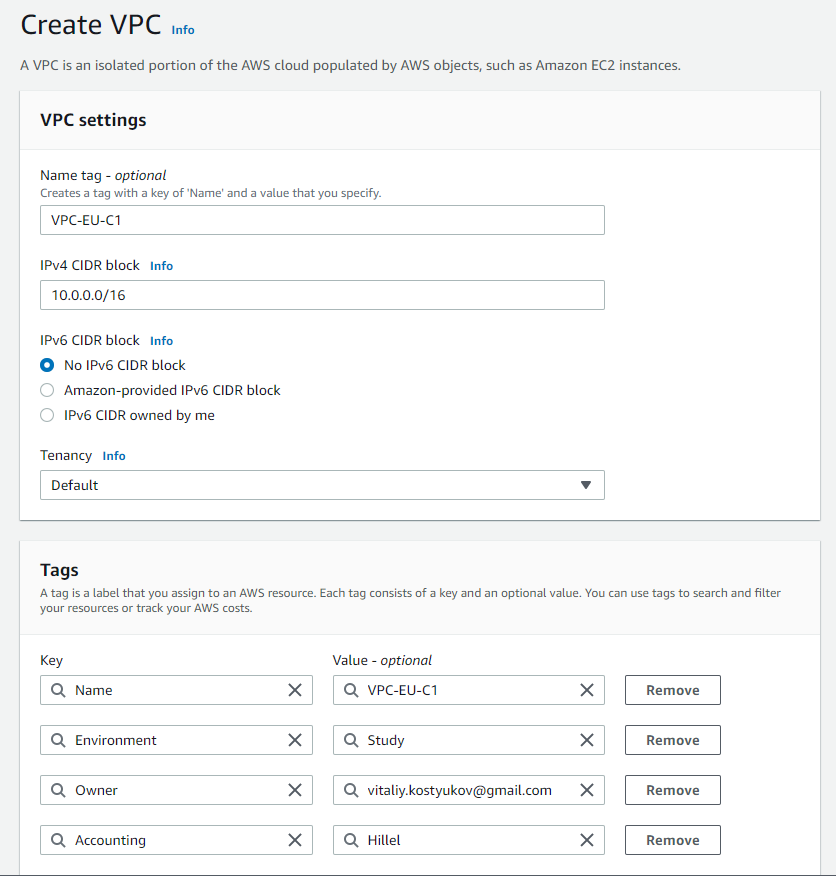 Create VPC Info
A VPC is an isolated portion of the AWS cloud populated by AWS objects, such as Amazon EC2 instances.
VPC settings
Name tag - optional
Creates a tag with a key of 'Name' and a value that you specify.
VPC-EU-C1
IPv4 CIDR block Info
10.0.0.0/16
IPv6 CIDR block Info
No IPv6 CIDR block
Amazon-provided IPv6 CIDR block
IPv6 CIDR owned by me
Tenancy Info
Default
Tags
A tag is a label that you assign to an AWS resource. Each tag consists of a key and an optional value. You can use tags to search and filter
your resources or track your AWS costs.
Key Value - optional
Name VPC-EU-C1 Remove
Environment Study Remove
Owner vitaliy.kostyukov@gmail.com Remove
Accounting Hillel Remove